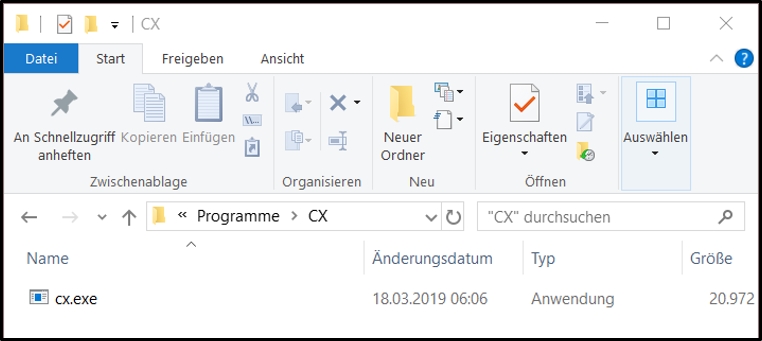 CX
Datei Start Freigeben Ansicht
An Schnellzugriff anheften Kopieren Einfügen Neuer Ordner Eigenschaften Auswählen
Zwischenablage Organisieren Neu Öffnen
« Programme > CX "CX" durchsuchen
Name Änderungsdatum Typ Größe
cx.exe 18.03.2019 06:06 Anwendung 20.972